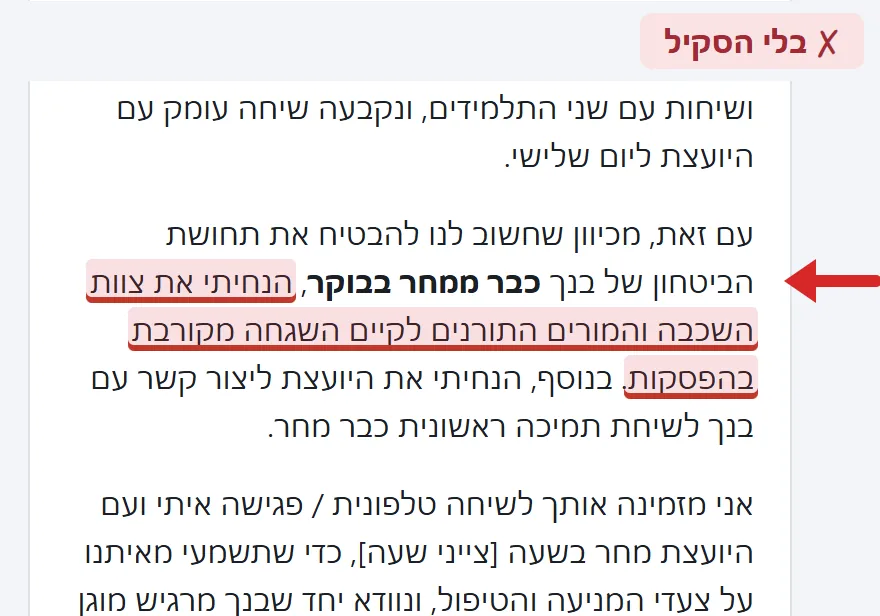 ✗ בלי הסקיל
ושיחות עם שני התלמידים, ונקבעה שיחה עומק עם
היועצת ליום שלישי.
עם זאת, מכיוון שחשוב לנו להבטיח את תחושת
הביטחון של בנך כבר ממחר בבוקר, הנחיתי את צוות
השכבה והמורים התורנים לקיים השגחה מקורבת
בהפסקות. בנוסף, הנחיתי את היועצת ליצור קשר עם
בנך לשיחת תמיכה ראשונית כבר מחר.
אני מזמינה אותך לשיחה טלפונית / פגישה איתי ועם
היועצת מחר בשעה [צייני שעה], כדי שתשמעי מאיתנו
על צעדי המניעה והטיפול, ונוודא יחד שבנך מרגיש מוגן